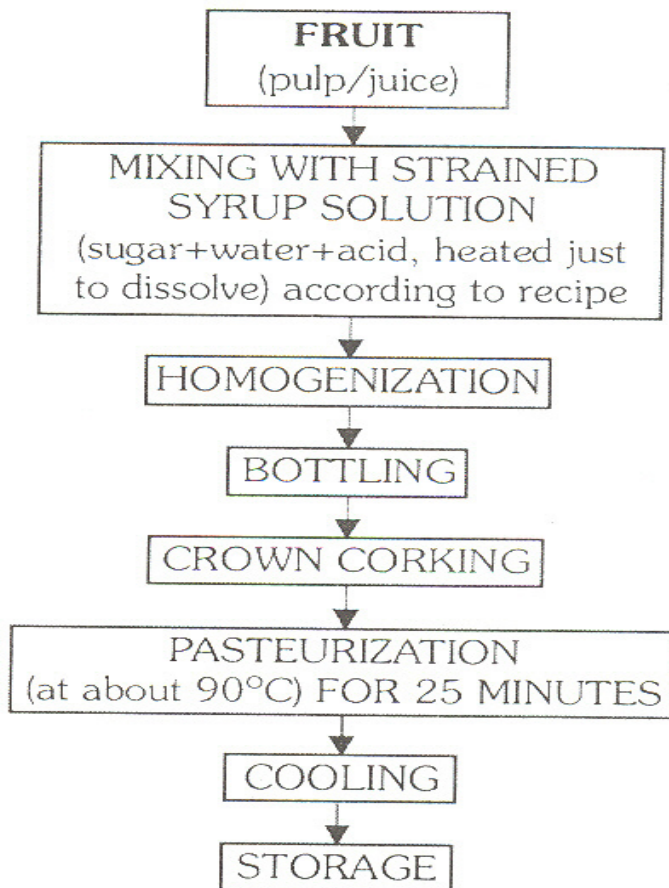 FRUIT
(pulp/juice)
MIXING WITH STRAINED
SYRUP SOLUTION
(sugar+water+acid, heated just
to dissolve) according to recipe
HOMOGENIZATION
BOTTLING
CROWN CORKING
PASTEURIZATION
(at about 90°C) FOR 25 MINUTES
COOLING
STORAGE